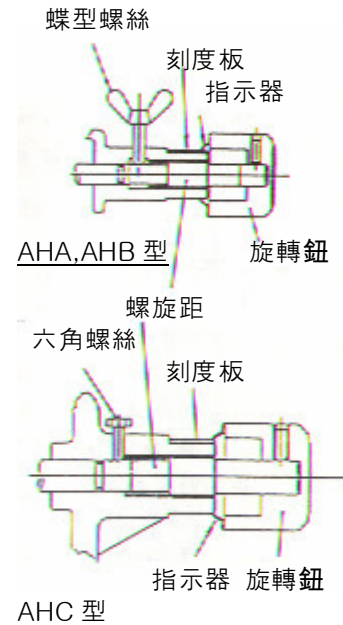 蝶型螺絲
刻度板
指示器
AHA,AHB 型
旋轉鈕
螺旋距
六角螺絲
刻度板
指示器 旋轉鈕
AHC 型